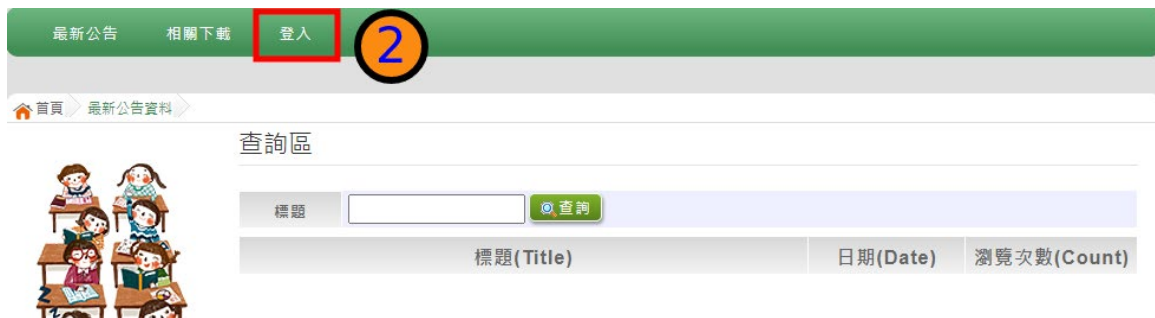 最新公告 相關下載 登入 2
首頁 最新公告資料
查詢區
標題 查詢
標題(Title) 日期(Date) 瀏覽次數(Count)
z
z